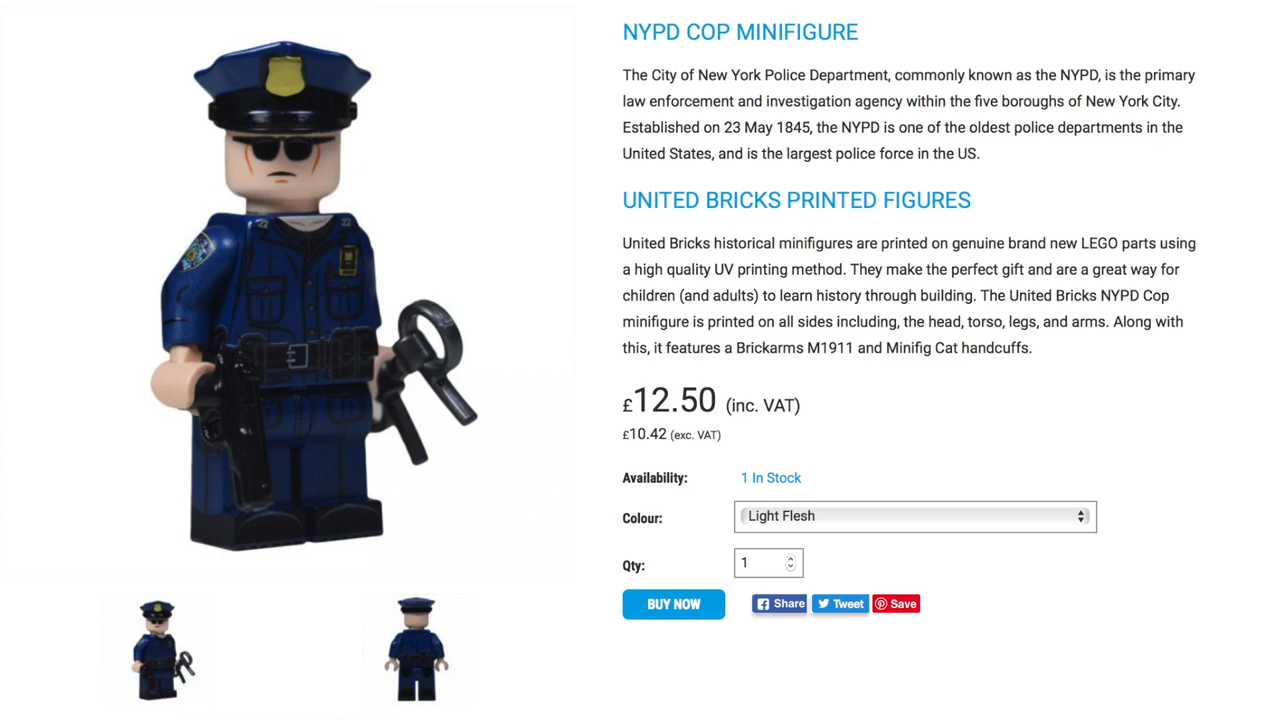 NYPD COP MINIFIGURE
The City of New York Police Department, commonly known as the NYPD, is the primary
law enforcement and investigation agency within the five boroughs of New York City.
Established on 23 May 1845, the NYPD is one of the oldest police departments in the
United States, and is the largest police force in the US.
UNITED BRICKS PRINTED FIGURES
United Bricks historical minifigures are printed on genuine brand new LEGO parts using
a high quality UV printing method. They make the perfect gift and are a great way for
children (and adults) to learn history through building. The United Bricks NYPD Cop
minifigure is printed on all sides including, the head, torso, legs, and arms. Along with
this, it features a Brickarms M1911 and Minifig Cat handcuffs.
£12.50 (inc. VAT)
£10.42 (exc. VAT)
Availability: 1 In Stock
Colour: Light Flesh
Qty: 1
BUY NOW Share Tweet Save